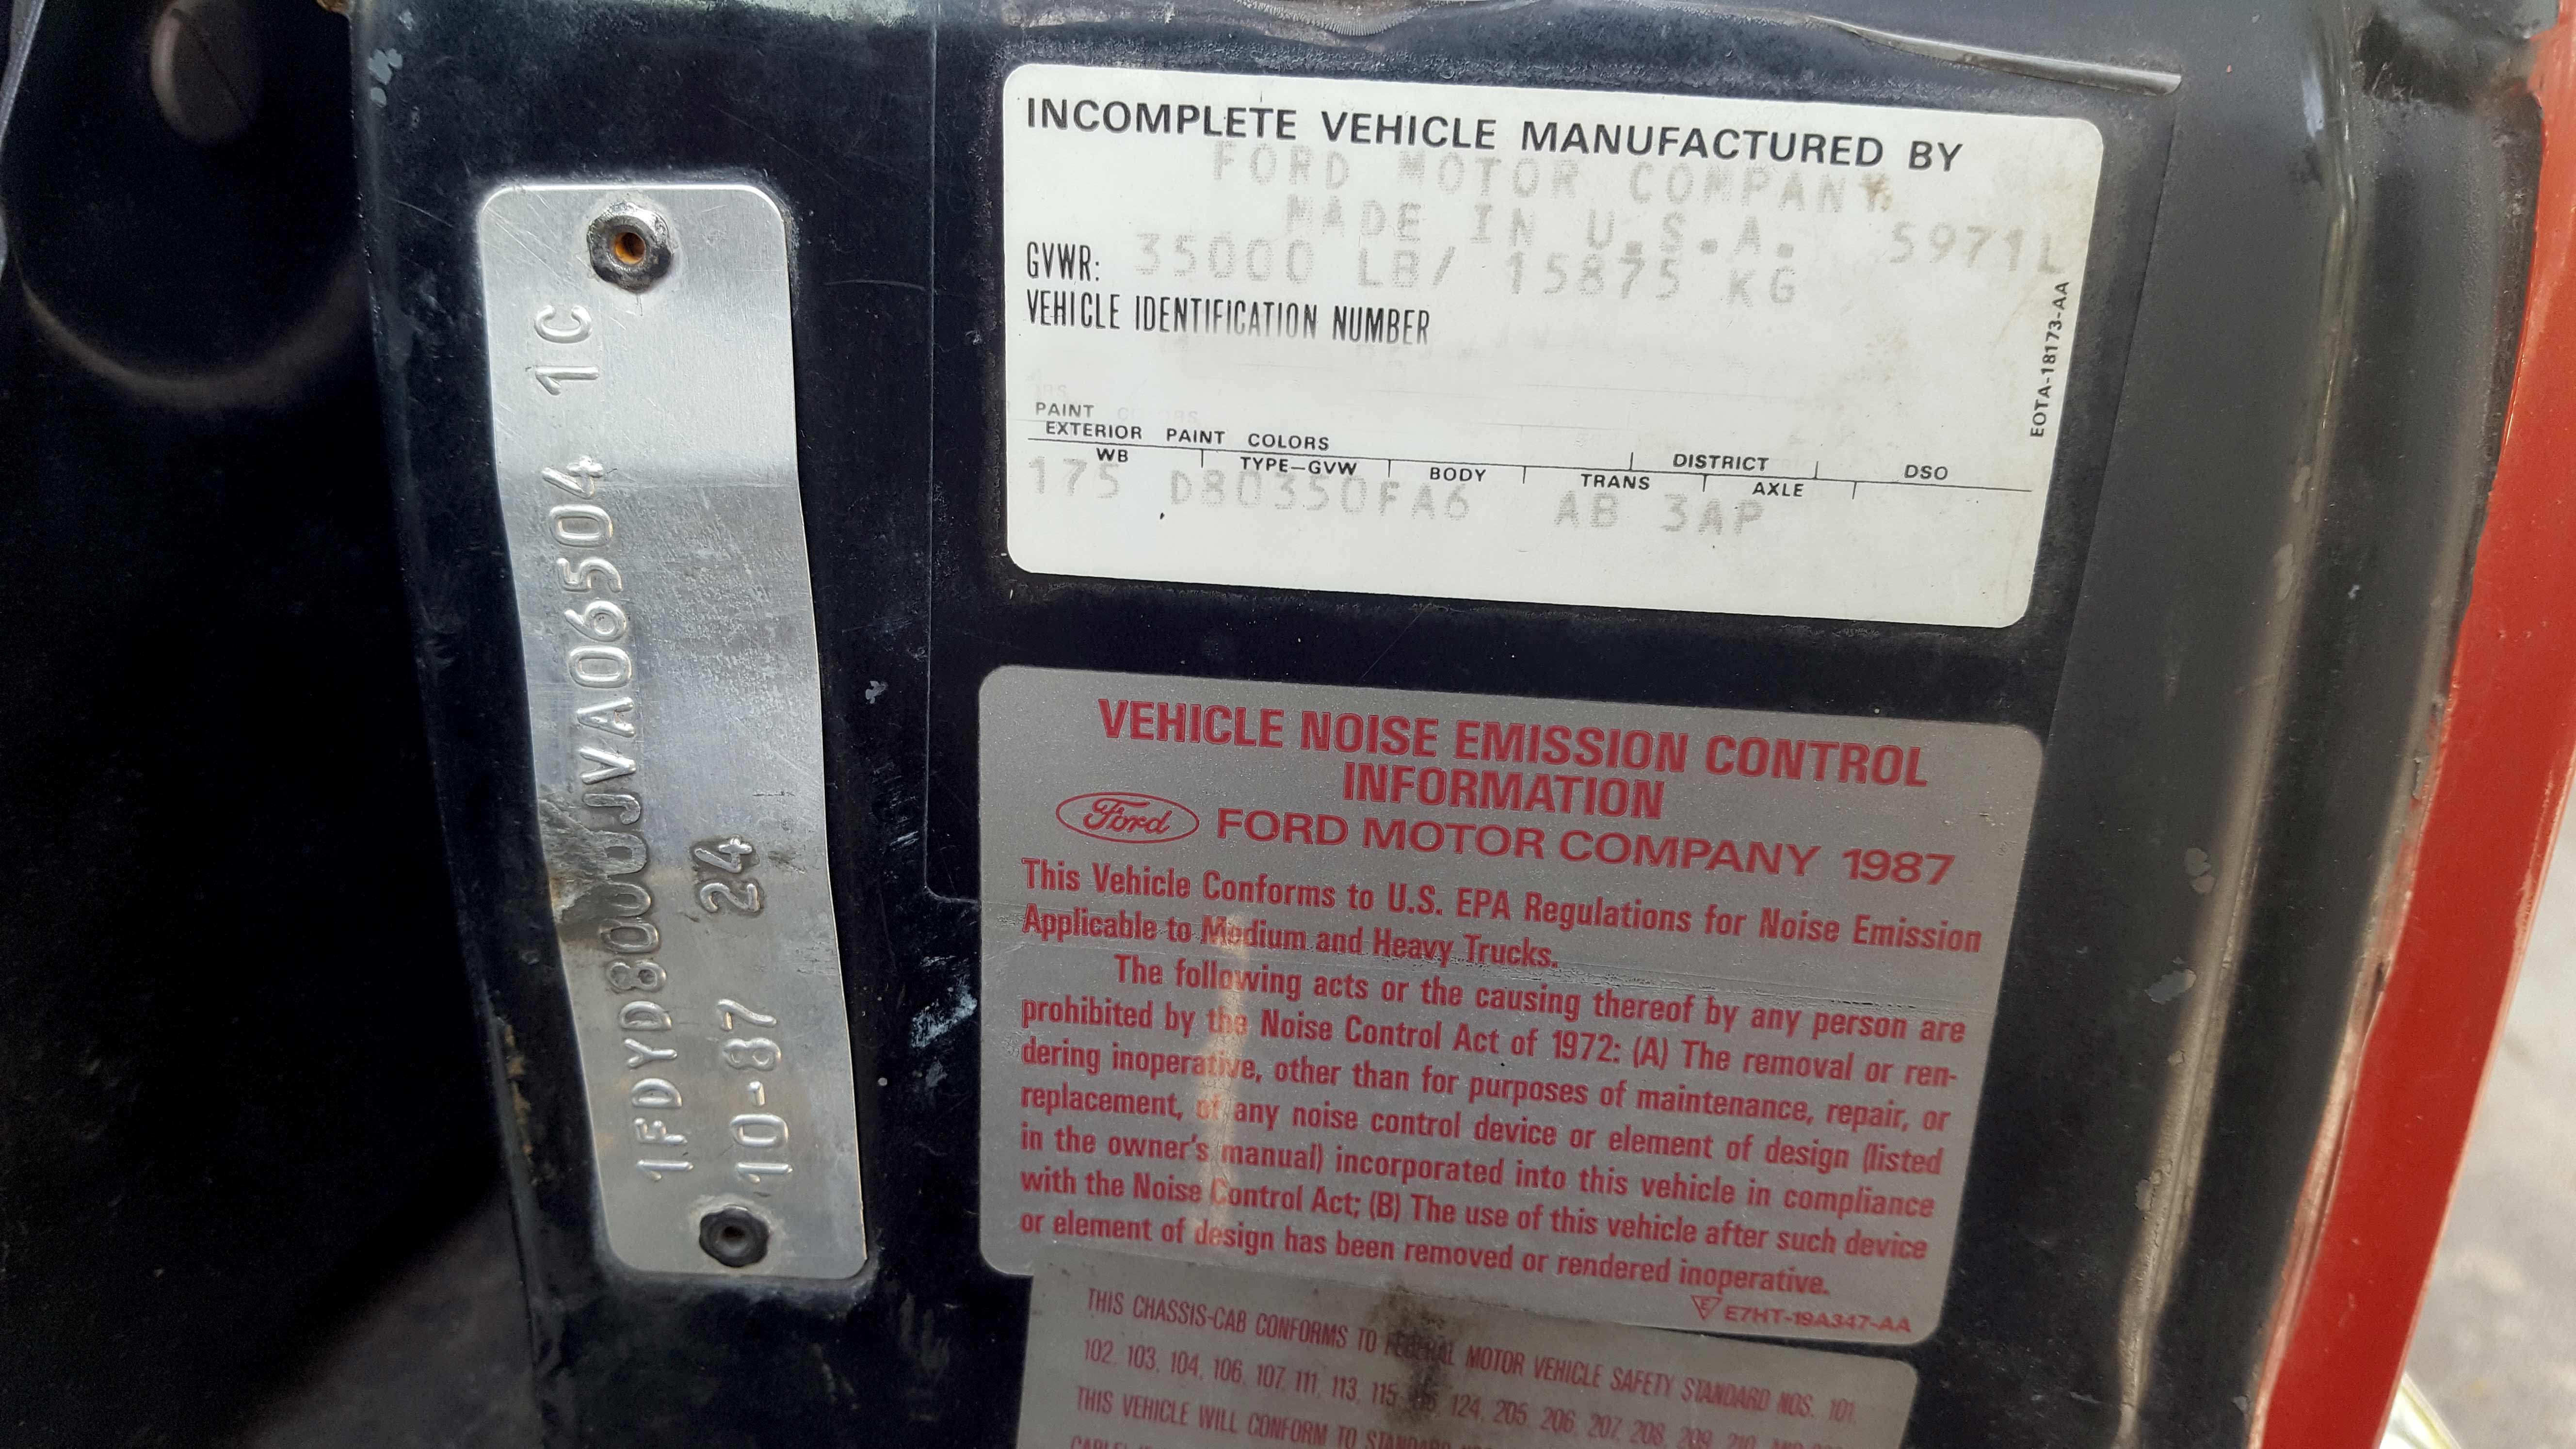 1FDYD80U0JVA06504 1C
10-87 24
INCOMPLETE VEHICLE MANUFACTURED BY
FORD MOTOR COMPANY
MADE IN U.S.A. 5971L
GVWR: 35000 LB/ 15875 KG
VEHICLE IDENTIFICATION NUMBER
EOTA-18173-AA
PAINT
EXTERIOR PAINT COLORS DISTRICT DSO
WB TYPE-GVW BODY TRANS AXLE
175 D80350FA6 AB 3AP
VEHICLE NOISE EMISSION CONTROL
INFORMATION
Ford FORD MOTOR COMPANY 1987
This Vehicle Conforms to U.S. EPA Regulations for Noise Emission
Applicable to Medium and Heavy Trucks.
The following acts or the causing thereof by any person are
prohibited by the Noise Control Act of 1972: (A) The removal or ren-
dering inoperative, other than for purposes of maintenance, repair, or
replacement, of any noise control device or element of design (listed
in the owner's manual) incorporated into this vehicle in compliance
with the Noise Control Act; (B) The use of this vehicle after such device
or element of design has been removed or rendered inoperative.
E7HT-19A347-AA
THIS CHASSIS-CAB CONFORMS TO FEDERAL MOTOR VEHICLE SAFETY STANDARD NOS. 101,
102, 103, 104, 106, 107, 111, 113, 115, 124, 205, 206, 207, 208, 209, 210,
THIS VEHICLE WILL CONFORM TO STANDARD